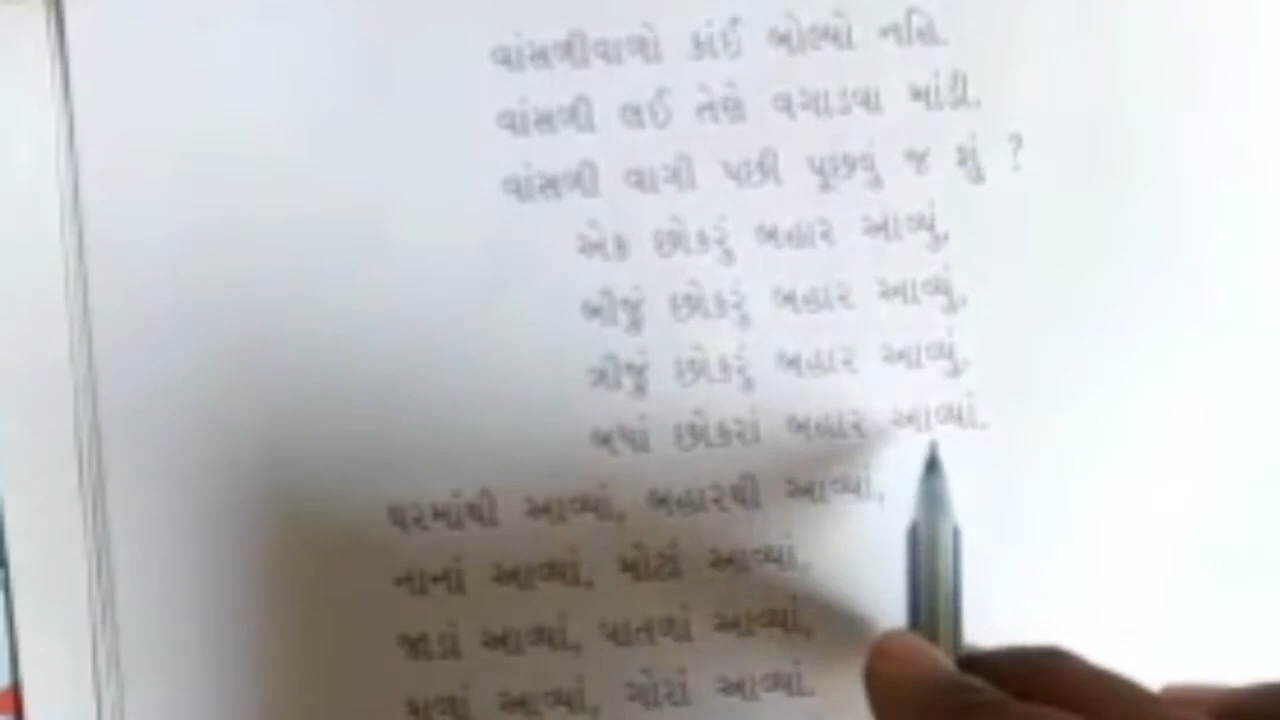 વાંસળીવાળો કાંઈ બોલ્યો નહિ.
વાંસળી લઈ તેણે વગાડવા માંડી.
વાંસળી વાગી પછી પૂછવું જ શું ?
એક છોકરું બહાર આવ્યું,
બીજું છોકરું બહાર આવ્યું,
ત્રીજું છોકરું બહાર આવ્યું,
બધાં છોકરાં બહાર આવ્યાં.
ઘરમાંથી આવ્યાં, બહારથી આવ્યાં,
નાનાં આવ્યાં, મોટાં આવ્યાં.
જાડાં આવ્યાં, પાતળાં આવ્યાં,
કાળાં આવ્યાં, ગોરાં આવ્યાં.